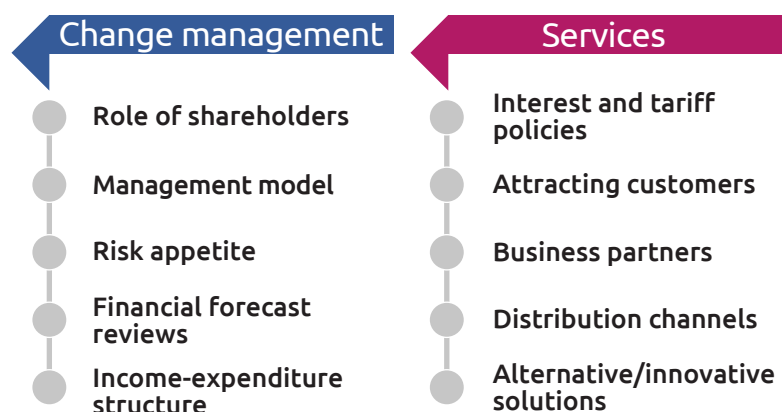 Change management
Role of shareholders
Management model
Risk appetite
Financial forecast
reviews
Income-expenditure
structure
Services
Interest and tariff
policies
Attracting customers
Business partners
Distribution channels
Alternative/innovative
solutions